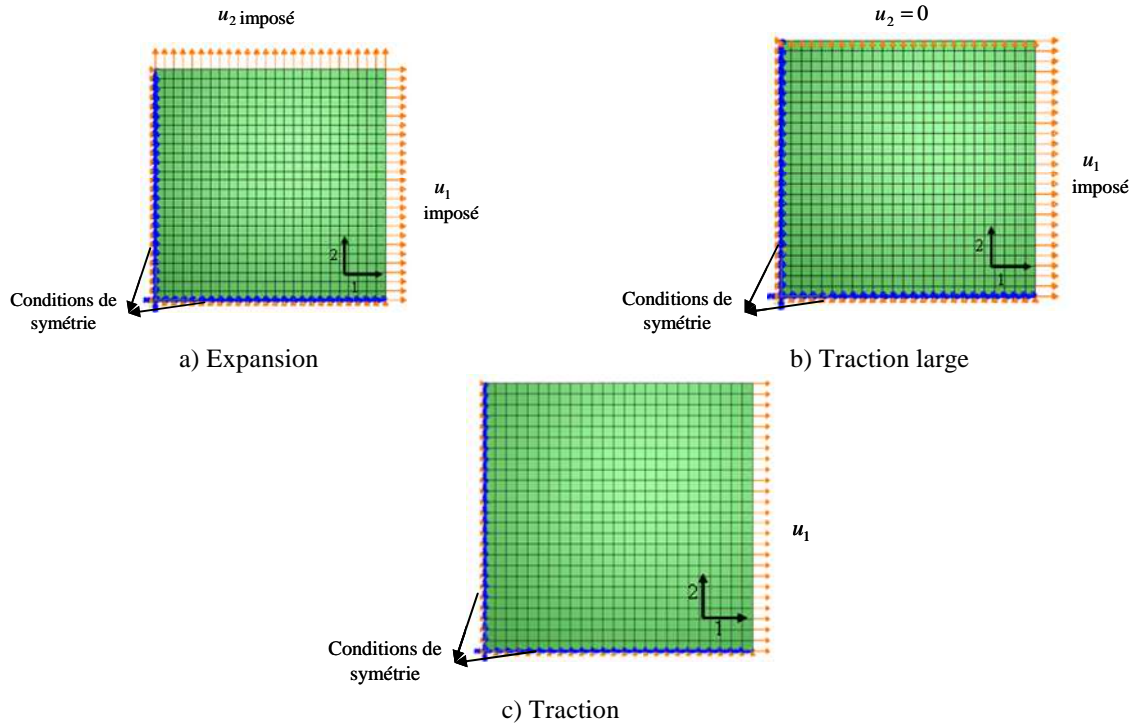 u₂ imposé
u₁
imposé
2
1
Conditions de
symétrie
a) Expansion
u₂ = 0
u₁
imposé
2
1
Conditions de
symétrie
b) Traction large
u₁
2
1
Conditions de
symétrie
c) Traction